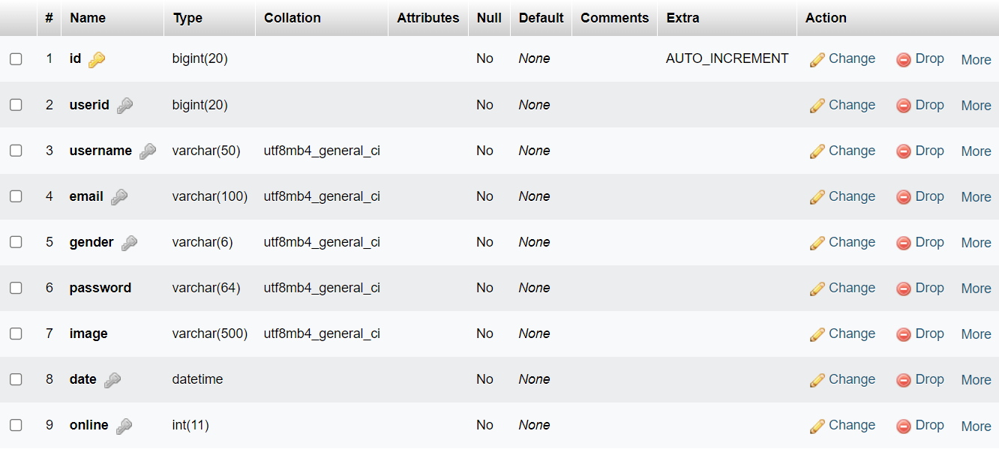 # Name Type Collation Attributes Null Default Comments Extra Action
1 id bigint(20) No None AUTO_INCREMENT Change Drop More
2 userid bigint(20) No None Change Drop More
3 username varchar(50) utf8mb4_general_ci No None Change Drop More
4 email varchar(100) utf8mb4_general_ci No None Change Drop More
5 gender varchar(6) utf8mb4_general_ci No None Change Drop More
6 password varchar(64) utf8mb4_general_ci No None Change Drop More
7 image varchar(500) utf8mb4_general_ci No None Change Drop More
8 date datetime No None Change Drop More
9 online int(11) No None Change Drop More